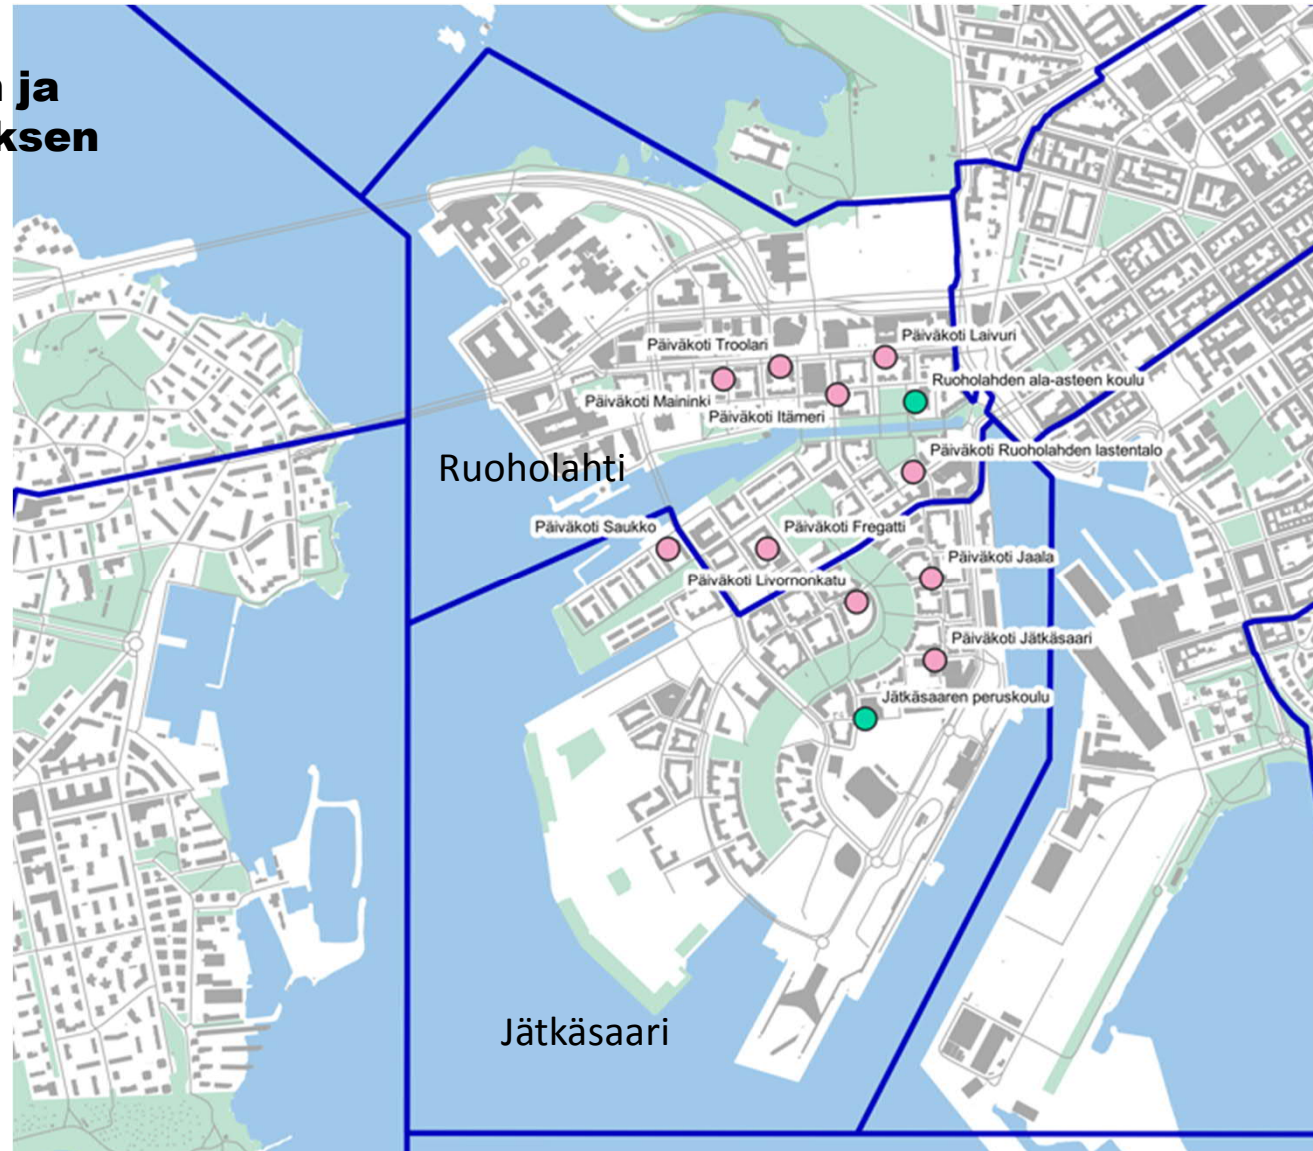 ja
ksen
Päiväkoti Laivuri
Päiväkoti Troolari
Ruoholahden ala-asteen koulu
Päiväkoti Maininki
Päiväkoti Itämeri
Päiväkoti Ruoholahden lastentalo
Ruoholahti
Päiväkoti Saukko
Päiväkoti Fregatti
Päiväkoti Jaala
Päiväkoti Livornonkatu
Päiväkoti Jätkäsaari
Jätkäsaaren peruskoulu
Jätkäsaari